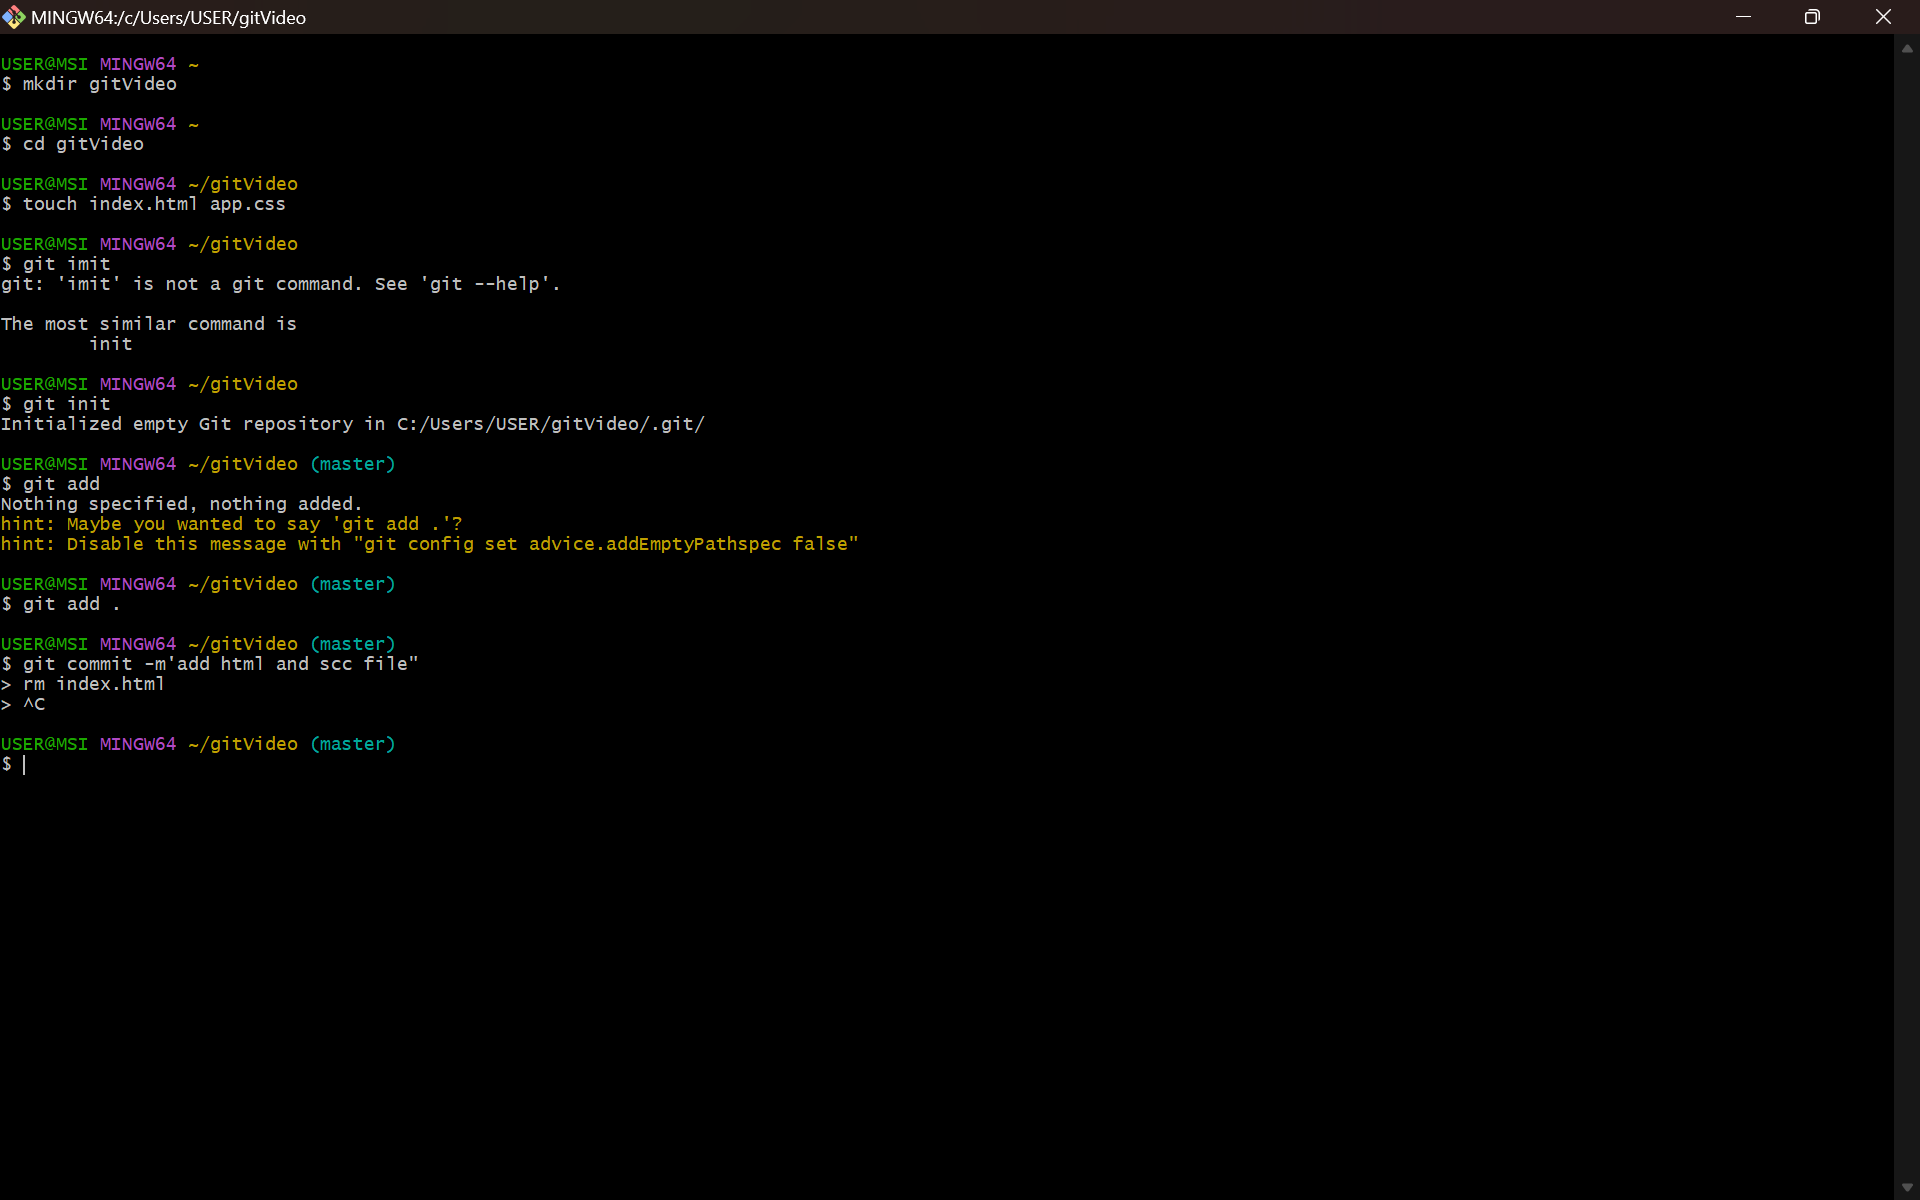 MINGW64:/c/Users/USER/gitVideo
USER@MSI MINGW64 ~
$ mkdir gitVideo
USER@MSI MINGW64 ~
$ cd gitVideo
USER@MSI MINGW64 ~/gitVideo
$ touch index.html app.css
USER@MSI MINGW64 ~/gitVideo
$ git imit
git: 'imit' is not a git command. See 'git --help'.
The most similar command is
init
USER@MSI MINGW64 ~/gitVideo
$ git init
Initialized empty Git repository in C:/Users/USER/gitVideo/.git/
USER@MSI MINGW64 ~/gitVideo (master)
$ git add
Nothing specified, nothing added.
hint: Maybe you wanted to say 'git add .'?
hint: Disable this message with "git config set advice.addEmptyPathspec false"
USER@MSI MINGW64 ~/gitVideo (master)
$ git add .
USER@MSI MINGW64 ~/gitVideo (master)
$ git commit -m'add html and scc file"
> rm index.html
> ^C
USER@MSI MINGW64 ~/gitVideo (master)
$